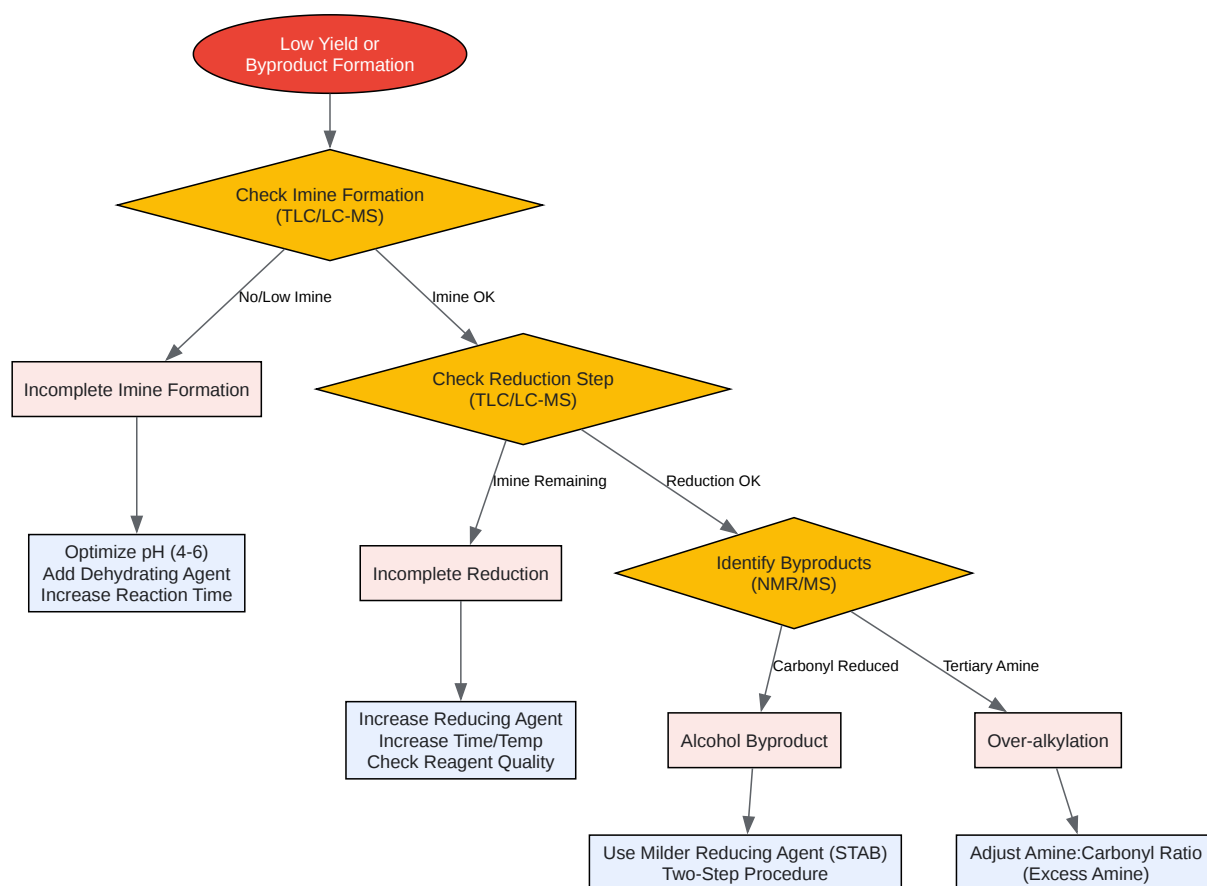 Low Yield or
Byproduct Formation
Check Imine Formation
(TLC/LC-MS)
No/Low Imine
Imine OK
Incomplete Imine Formation
Check Reduction Step
(TLC/LC-MS)
Imine Remaining
Reduction OK
Optimize pH (4-6)
Add Dehydrating Agent
Increase Reaction Time
Incomplete Reduction
Identify Byproducts
(NMR/MS)
Carbonyl Reduced
Tertiary Amine
Increase Reducing Agent
Increase Time/Temp
Check Reagent Quality
Alcohol Byproduct
Over-alkylation
Use Milder Reducing Agent (STAB)
Two-Step Procedure
Adjust Amine:Carbonyl Ratio
(Excess Amine)